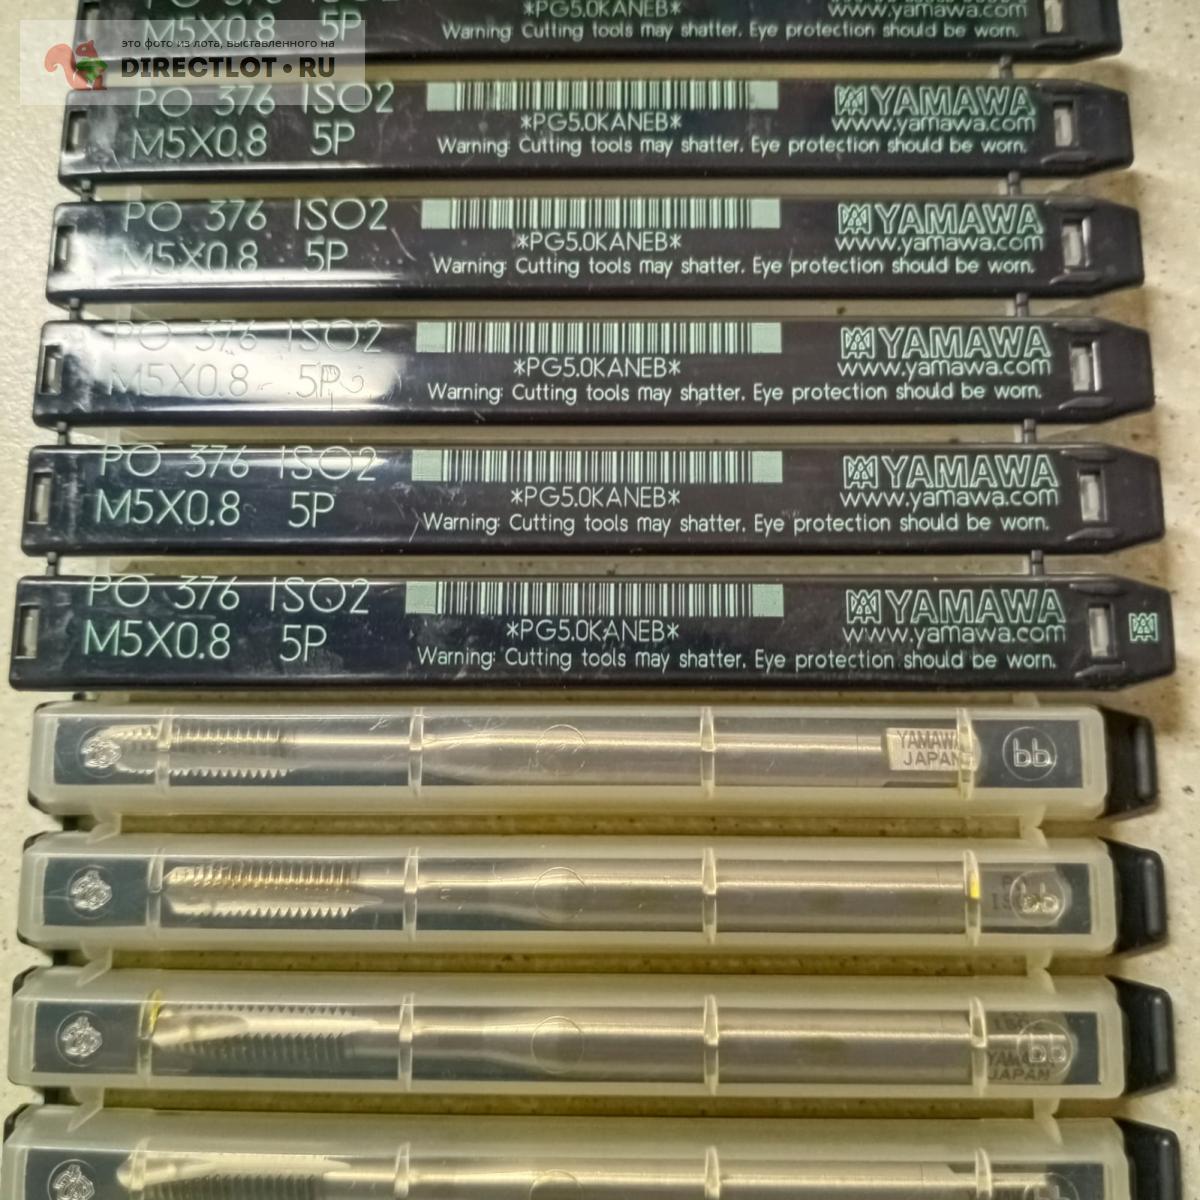 это фото из лота, выставленного на
DIRECTLOT.RU
M5X0.8 5P
*PG5.0KANEB*
Warning: Cutting tools may shatter. Eye protection should be worn.
www.yamawa.com
PO 376 ISO2
M5X0.8 5P
*PG5.0KANEB*
YAMAWA
www.yamawa.com
Warning: Cutting tools may shatter. Eye protection should be worn.
PO 376 ISO2
M5X0.8 5P
*PG5.0KANEB*
YAMAWA
www.yamawa.com
Warning: Cutting tools may shatter. Eye protection should be worn.
PO 376 ISO2
M5X0.8 5P
*PG5.0KANEB*
YAMAWA
www.yamawa.com
Warning: Cutting tools may shatter. Eye protection should be worn.
PO 376 ISO2
M5X0.8 5P
*PG5.0KANEB*
YAMAWA
www.yamawa.com
Warning: Cutting tools may shatter. Eye protection should be worn.
PO 376 ISO2
M5X0.8 5P
*PG5.0KANEB*
YAMAWA
www.yamawa.com
Warning: Cutting tools may shatter. Eye protection should be worn.
YAMAWA
JAPAN
bb
bb
bb
YAMAWA
JAPAN